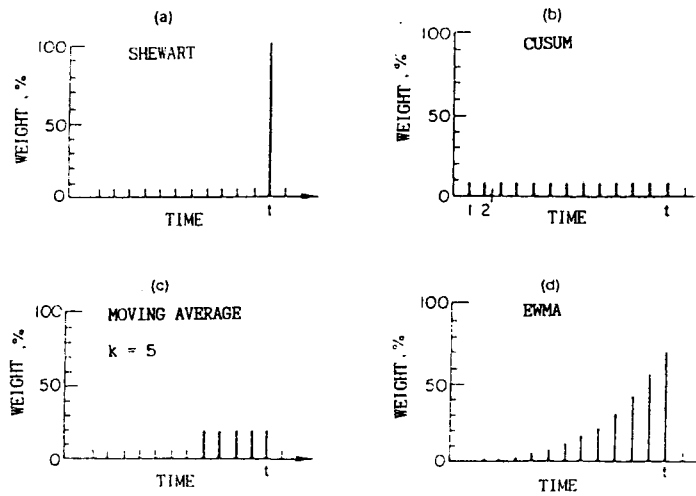 (a)
SHEWART
100
50
0
WEIGHT, %
TIME
t
(b)
CUSUM
100
50
0
WEIGHT, %
1 2
TIME
t
(c)
MOVING AVERAGE
k = 5
100
50
0
WEIGHT, %
TIME
t
(d)
EWMA
100
50
0
WEIGHT, %
TIME
t